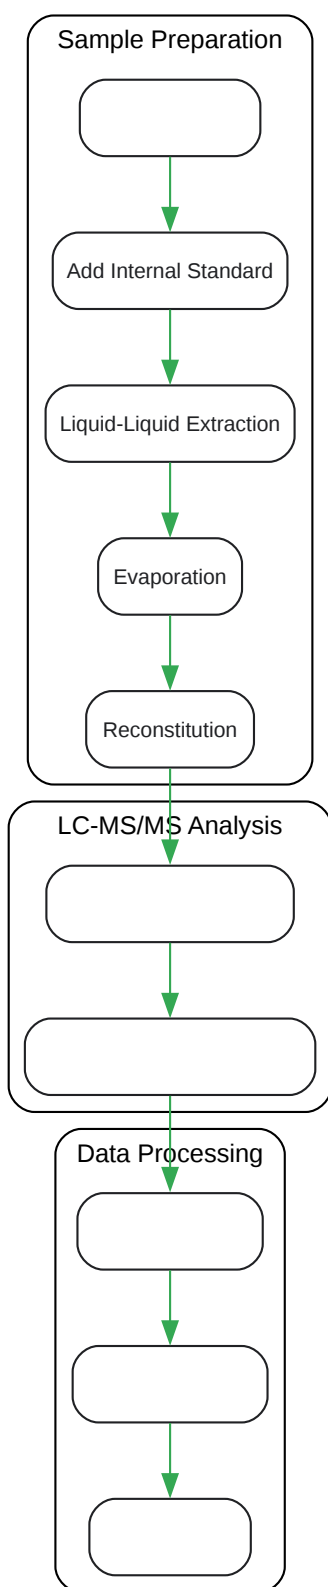 Sample Preparation
Add Internal Standard
Liquid-Liquid Extraction
Evaporation
Reconstitution
LC-MS/MS Analysis
Data Processing